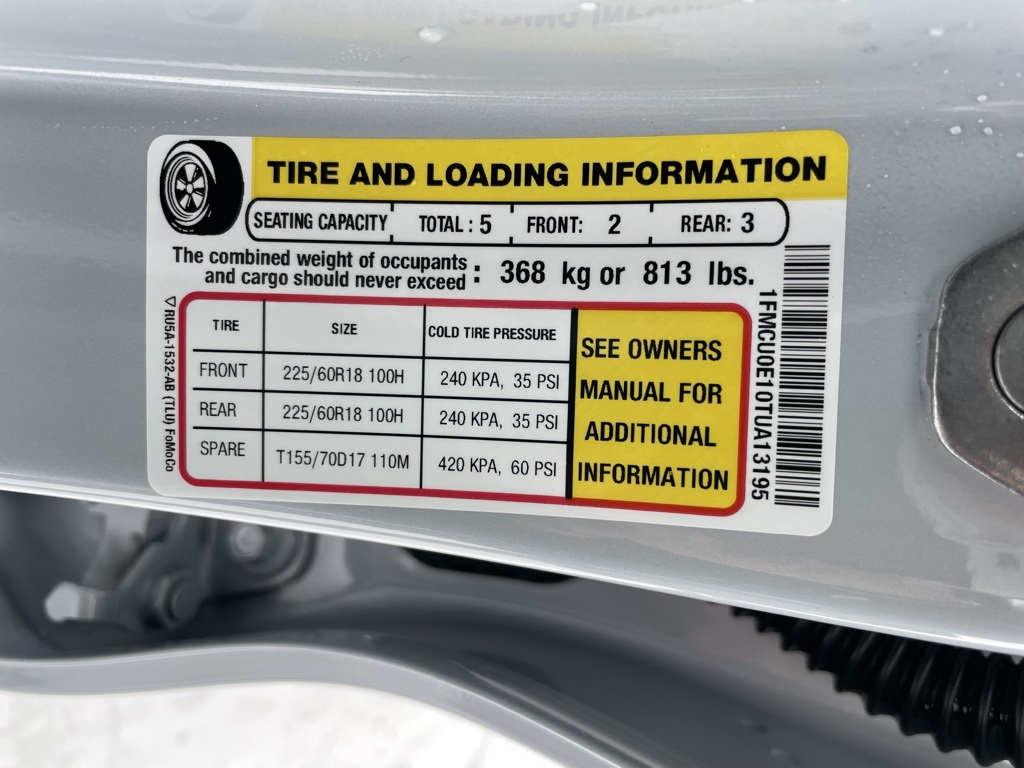 TIRE AND LOADING INFORMATION
SEATING CAPACITY TOTAL : 5 FRONT: 2 REAR: 3
The combined weight of occupants
and cargo should never exceed : 368 kg or 813 lbs.
TIRE SIZE COLD TIRE PRESSURE
FRONT 225/60R18 100H 240 KPA, 35 PSI
REAR 225/60R18 100H 240 KPA, 35 PSI
SPARE T155/70D17 110M 420 KPA, 60 PSI
SEE OWNERS
MANUAL FOR
ADDITIONAL
INFORMATION
▽RU5A-1532-AB (TLU) FoMoCo
1FMCU0E10TUA13195